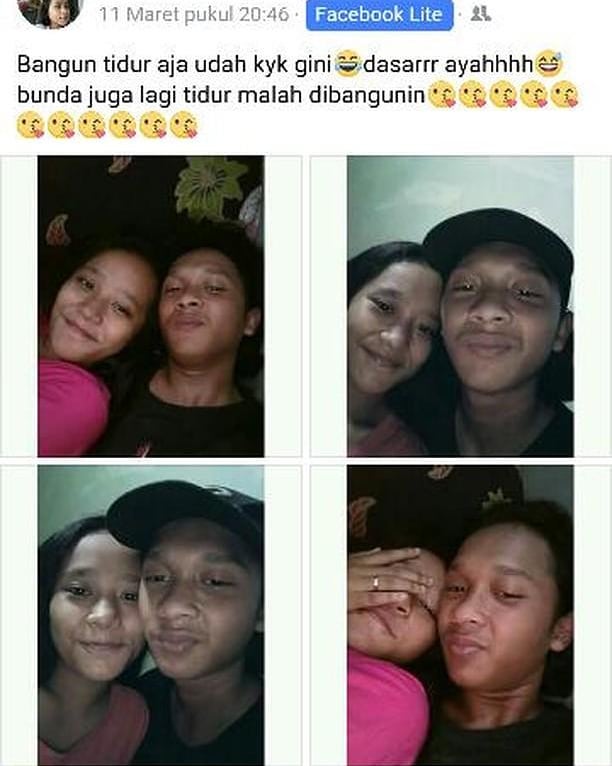 11 Maret pukul 20:46 · Facebook Lite ·
Bangun tidur aja udah kyk gini😂dasarrr ayahhhh😅
bunda juga lagi tidur malah dibangunin😘😘😘😘😘
😘😘😘😘😘😘